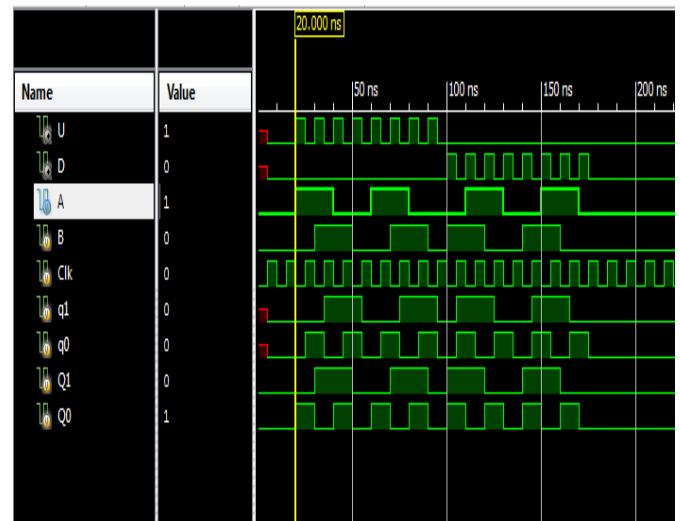 20.000 ns
Name Value 50 ns 100 ns 150 ns 200 ns
U 1
D 0
A 1
B 0
Clk 0
q1 0
q0 0
Q1 0
Q0 1